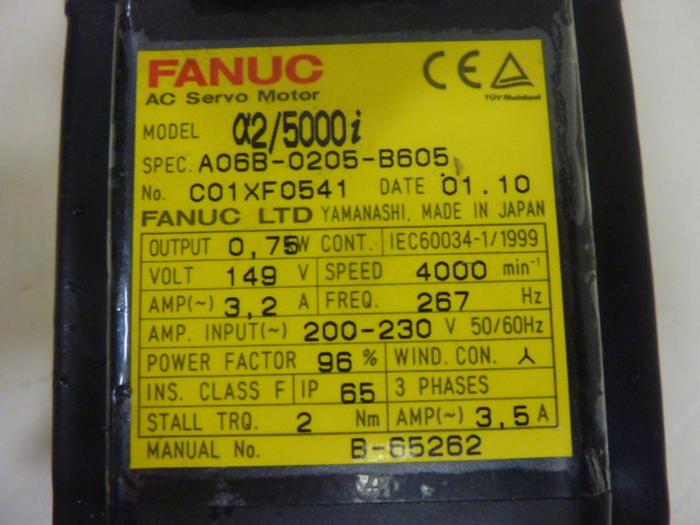 FANUC
AC Servo Motor
CE
TÜV Rheinland
MODEL α2/5000i
SPEC. A06B-0205-B605
No. C01XF0541 DATE 01.10
FANUC LTD YAMANASHI, MADE IN JAPAN
OUTPUT 0,75kW CONT. IEC60034-1/1999
VOLT 149 V SPEED 4000 min-1
AMP(~) 3,2 A FREQ. 267 Hz
AMP. INPUT(~) 200-230 V 50/60Hz
POWER FACTOR 96 % WIND. CON.
INS. CLASS F IP 65 3 PHASES
STALL TRQ. 2 Nm AMP(~) 3,5 A
MANUAL No. B-65262